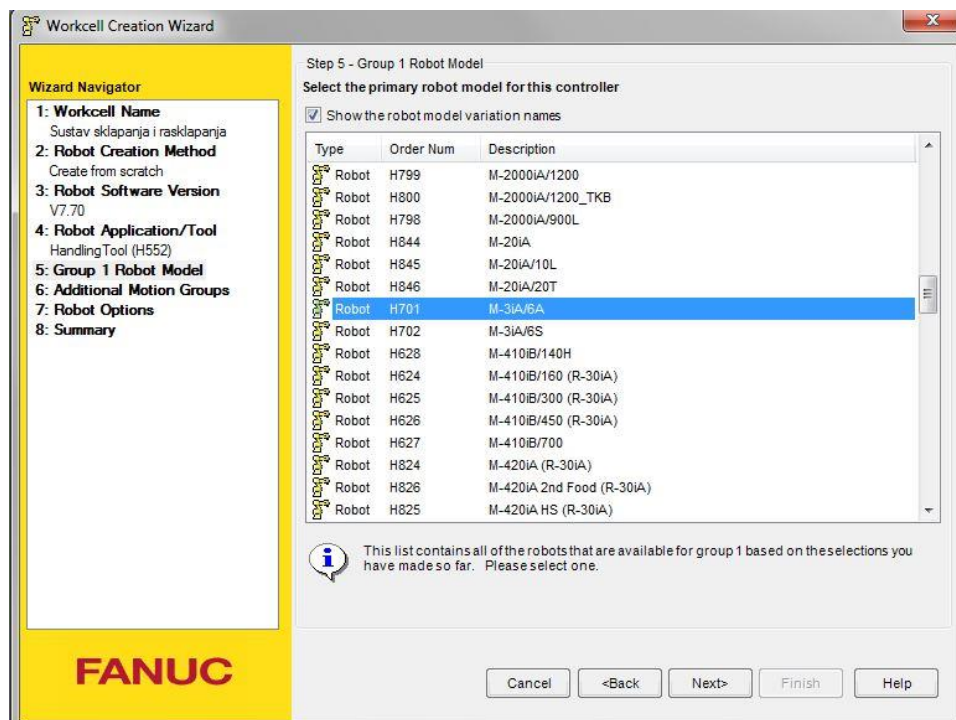 Workcell Creation Wizard
Wizard Navigator
1: Workcell Name
Sustav sklapanja i rasklapanja
2: Robot Creation Method
Create from scratch
3: Robot Software Version
V7.70
4: Robot Application/Tool
HandlingTool (H552)
5: Group 1 Robot Model
6: Additional Motion Groups
7: Robot Options
8: Summary
FANUC
Step 5 - Group 1 Robot Model
Select the primary robot model for this controller
Show the robot model variation names
Type Order Num Description
Robot H799 M-2000iA/1200
Robot H800 M-2000iA/1200_TKB
Robot H798 M-2000iA/900L
Robot H844 M-20iA
Robot H845 M-20iA/10L
Robot H846 M-20iA/20T
Robot H701 M-3iA/6A
Robot H702 M-3iA/6S
Robot H628 M-410iB/140H
Robot H624 M-410iB/160 (R-30iA)
Robot H625 M-410iB/300 (R-30iA)
Robot H626 M-410iB/450 (R-30iA)
Robot H627 M-410iB/700
Robot H824 M-420iA (R-30iA)
Robot H826 M-420iA 2nd Food (R-30iA)
Robot H825 M-420iA HS (R-30iA)
This list contains all of the robots that are available for group 1 based on the selections you
have made so far. Please select one.
Cancel <Back Next> Finish Help